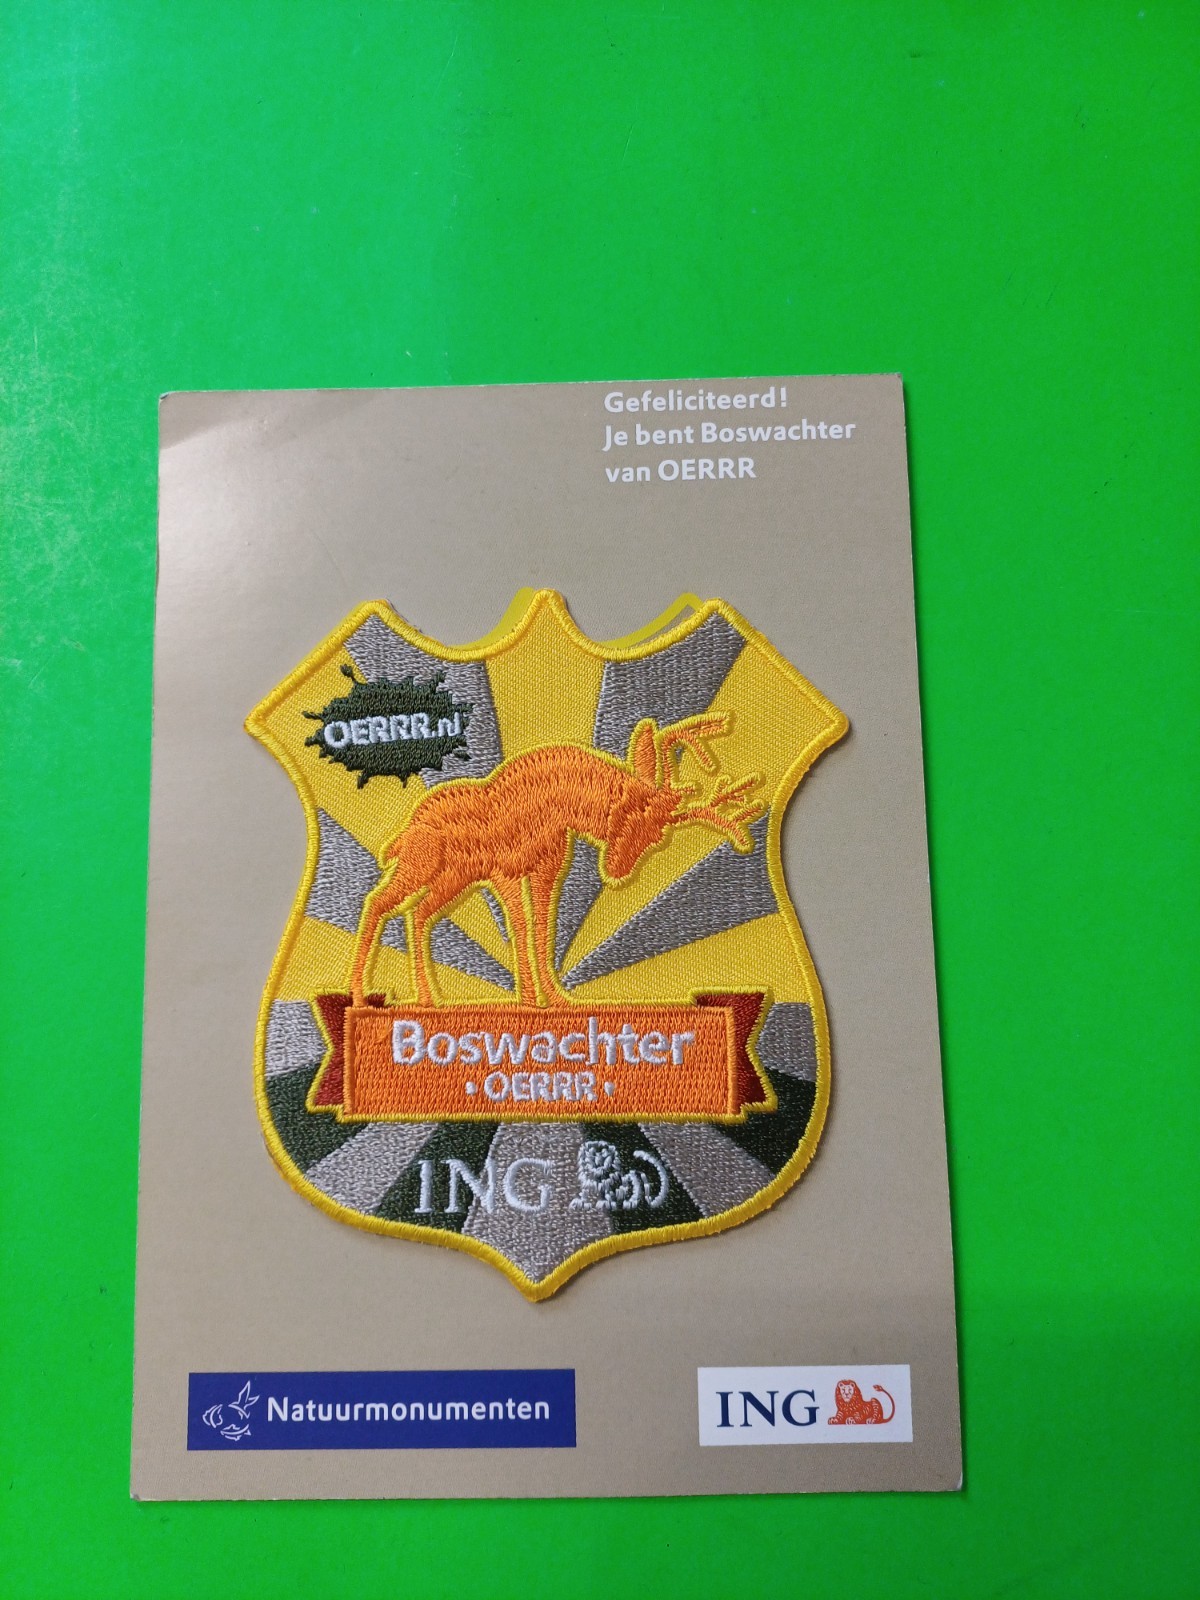 Gefeliciteerd!
Je bent Boswachter
van OERRR
OERRR.nl
Boswachter
• OERRR •
ING
Natuurmonumenten
ING